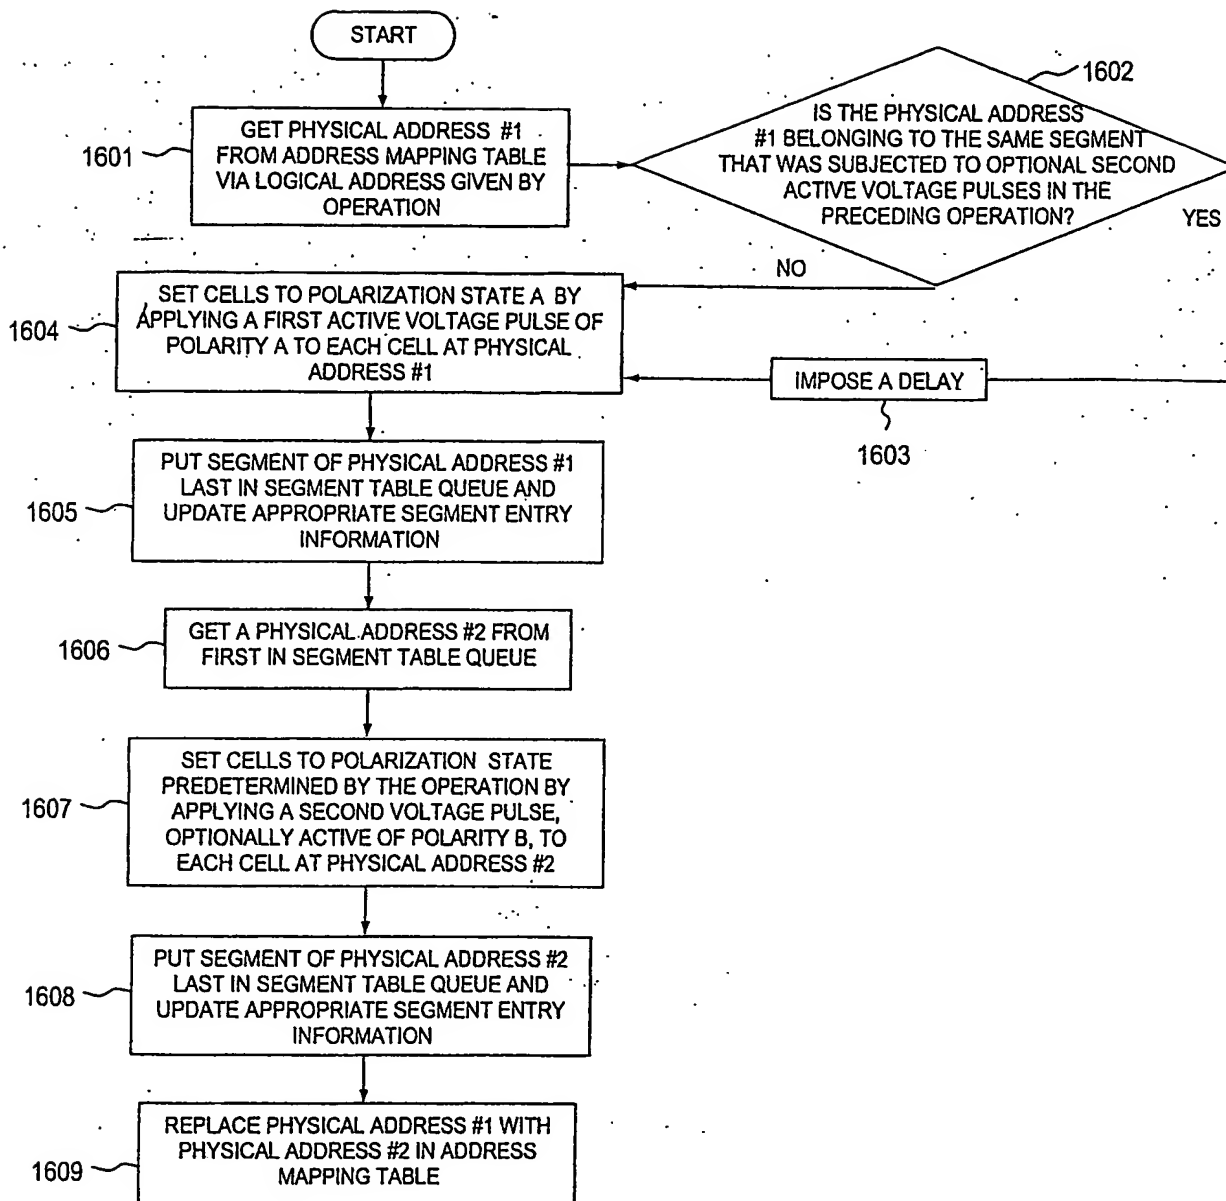 START
1601
GET PHYSICAL ADDRESS #1
FROM ADDRESS MAPPING TABLE
VIA LOGICAL ADDRESS GIVEN BY
OPERATION
1602
IS THE PHYSICAL ADDRESS
#1 BELONGING TO THE SAME SEGMENT
THAT WAS SUBJECTED TO OPTIONAL SECOND
ACTIVE VOLTAGE PULSES IN THE
PRECEDING OPERATION?
YES
NO
1604
SET CELLS TO POLARIZATION STATE A BY
APPLYING A FIRST ACTIVE VOLTAGE PULSE OF
POLARITY A TO EACH CELL AT PHYSICAL
ADDRESS #1
IMPOSE A DELAY
1603
1605
PUT SEGMENT OF PHYSICAL ADDRESS #1
LAST IN SEGMENT TABLE QUEUE AND
UPDATE APPROPRIATE SEGMENT ENTRY
INFORMATION
1606
GET A PHYSICAL ADDRESS #2 FROM
FIRST IN SEGMENT TABLE QUEUE
1607
SET CELLS TO POLARIZATION STATE
PREDETERMINED BY THE OPERATION BY
APPLYING A SECOND VOLTAGE PULSE,
OPTIONALLY ACTIVE OF POLARITY B, TO
EACH CELL AT PHYSICAL ADDRESS #2
1608
PUT SEGMENT OF PHYSICAL ADDRESS #2
LAST IN SEGMENT TABLE QUEUE AND
UPDATE APPROPRIATE SEGMENT ENTRY
INFORMATION
1609
REPLACE PHYSICAL ADDRESS #1 WITH
PHYSICAL ADDRESS #2 IN ADDRESS
MAPPING TABLE